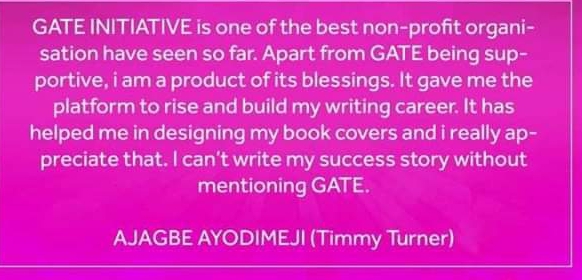 GATE INITIATIVE is one of the best non-profit organi-
sation have seen so far. Apart from GATE being sup-
portive, i am a product of its blessings. It gave me the
platform to rise and build my writing career. It has
helped me in designing my book covers and i really ap-
preciate that. I can't write my success story without
mentioning GATE.
AJAGBE AYODIMEJI (Timmy Turner)